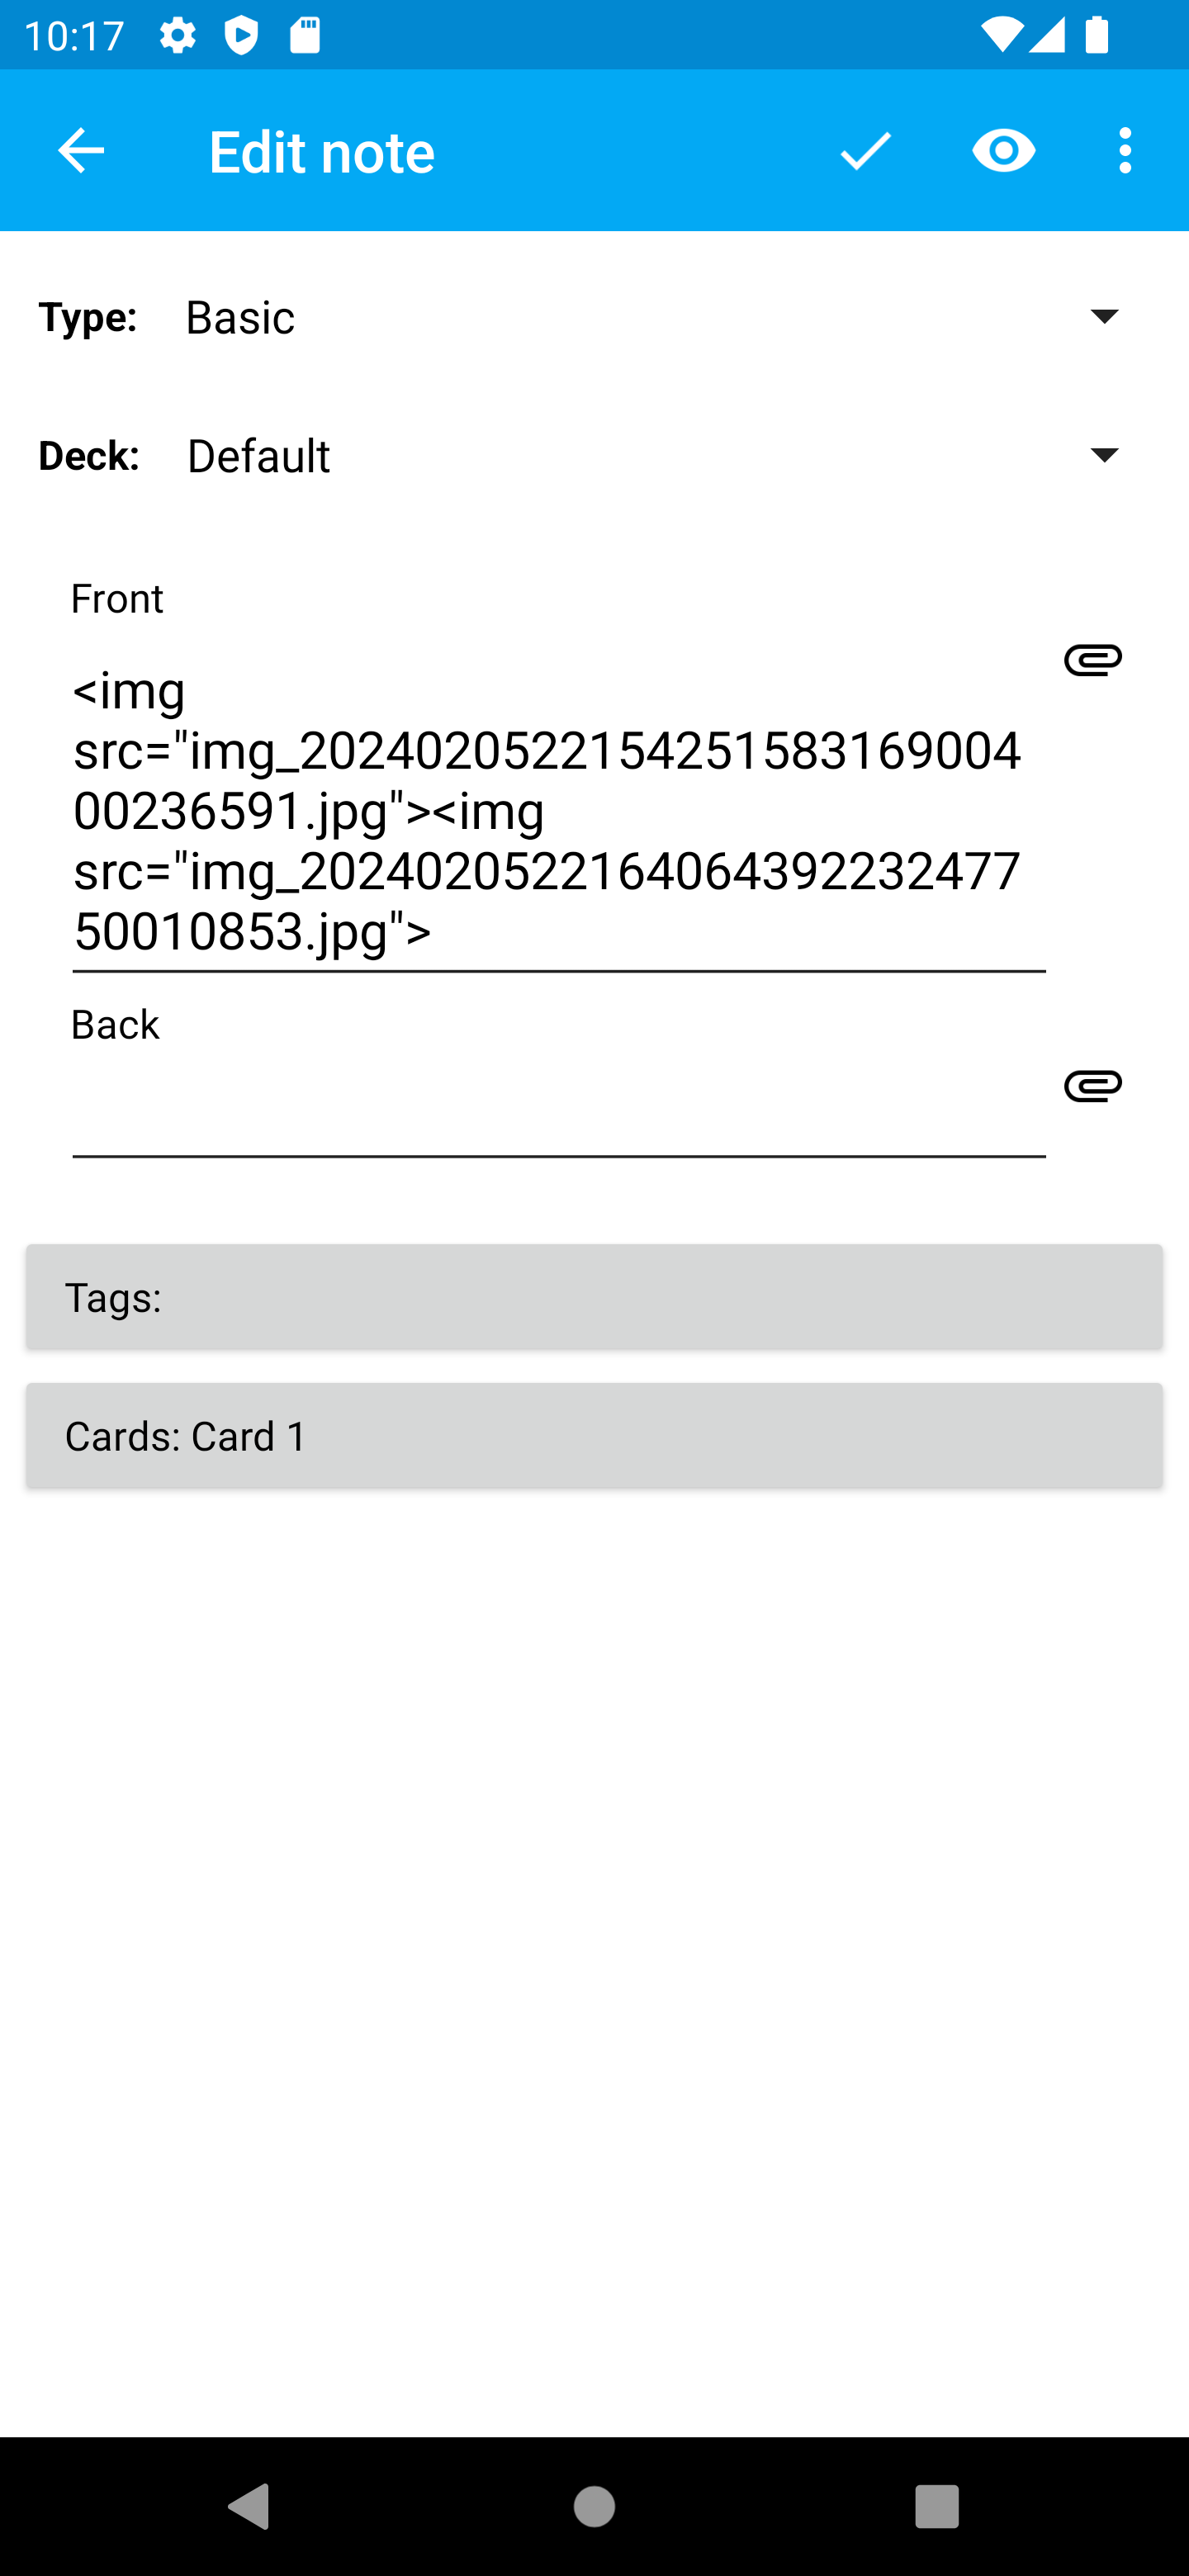 10:17
Edit note
Type: Basic
Deck: Default
Front
<img
src="img_2024020522154251583169004
00236591.jpg"><img
src="img_2024020522164064392232477
50010853.jpg">
Back
Tags:
Cards: Card 1